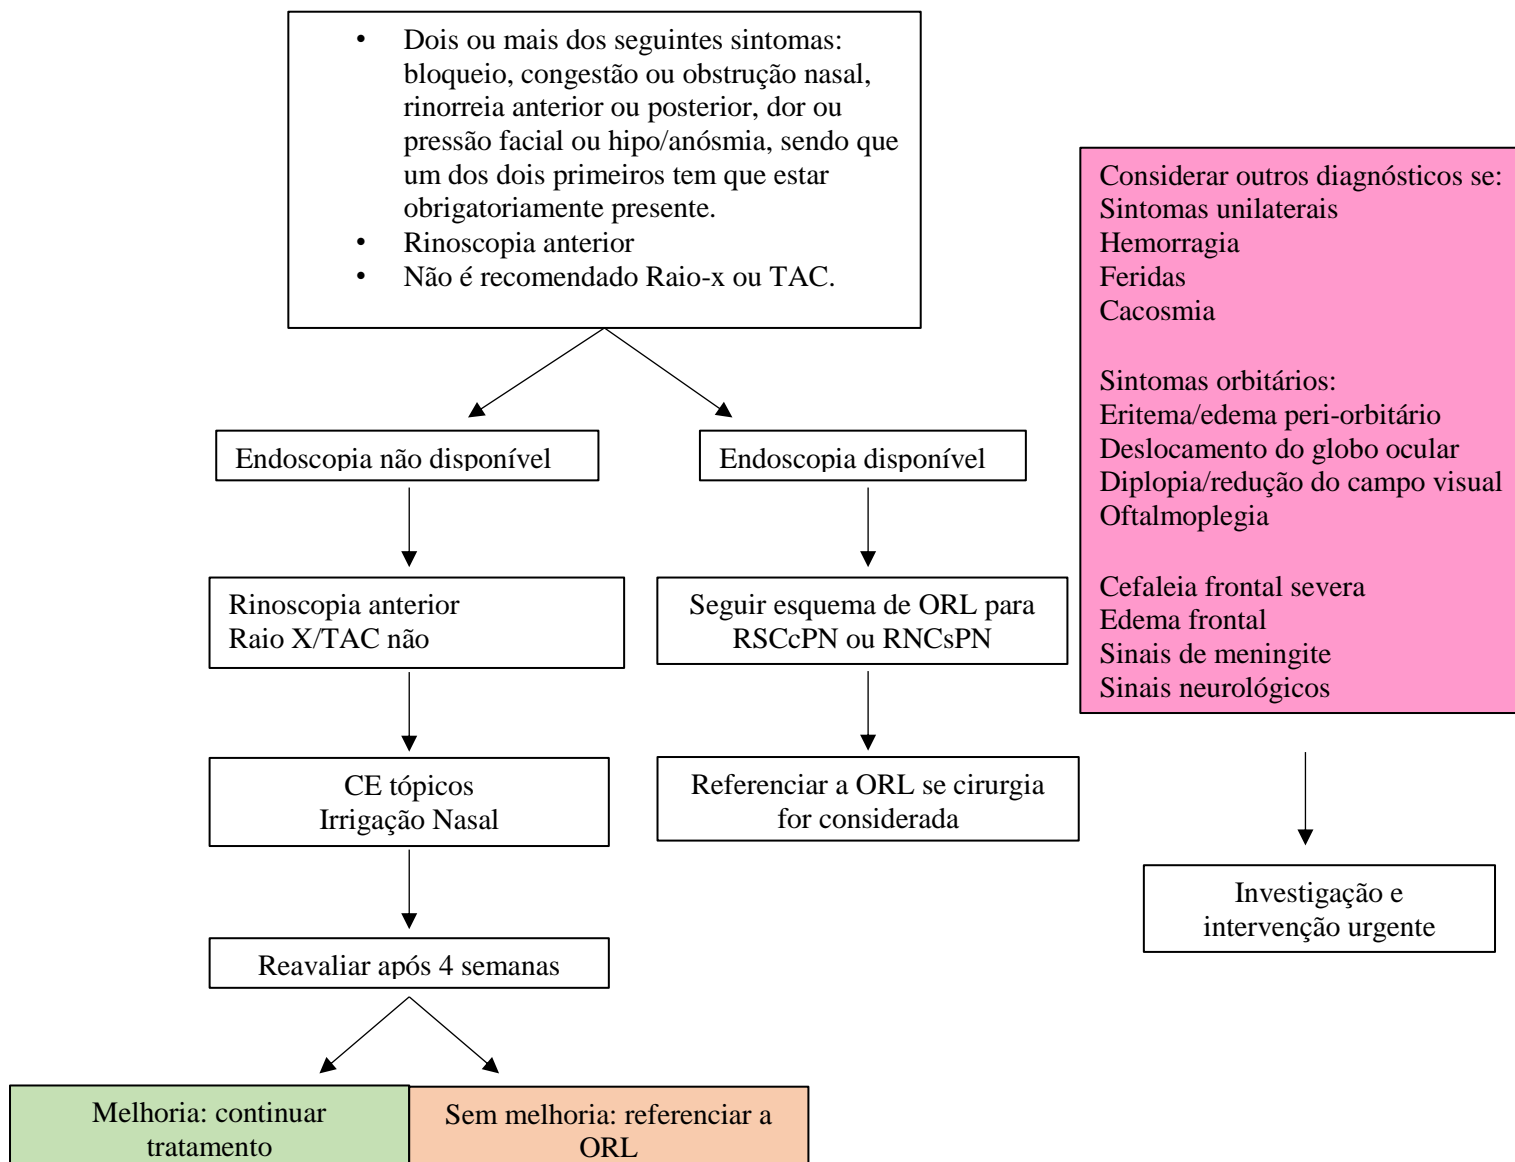 • Dois ou mais dos seguintes sintomas:
bloqueio, congestão ou obstrução nasal,
rinorreia anterior ou posterior, dor ou
pressão facial ou hipo/anósmia, sendo que
um dos dois primeiros tem que estar
obrigatoriamente presente.
• Rinoscopia anterior
• Não é recomendado Raio-x ou TAC.
Endoscopia não disponível
Rinoscopia anterior
Raio X/TAC não
CE tópicos
Irrigação Nasal
Reavaliar após 4 semanas
Melhoria: continuar
tratamento
Sem melhoria: referenciar a
ORL
Endoscopia disponível
Seguir esquema de ORL para
RSCcPN ou RNCsPN
Referenciar a ORL se cirurgia
for considerada
Considerar outros diagnósticos se:
Sintomas unilaterais
Hemorragia
Feridas
Cacosmia
Sintomas orbitários:
Eritema/edema peri-orbitário
Deslocamento do globo ocular
Diplopia/redução do campo visual
Oftalmoplegia
Cefaleia frontal severa
Edema frontal
Sinais de meningite
Sinais neurológicos
Investigação e
intervenção urgente